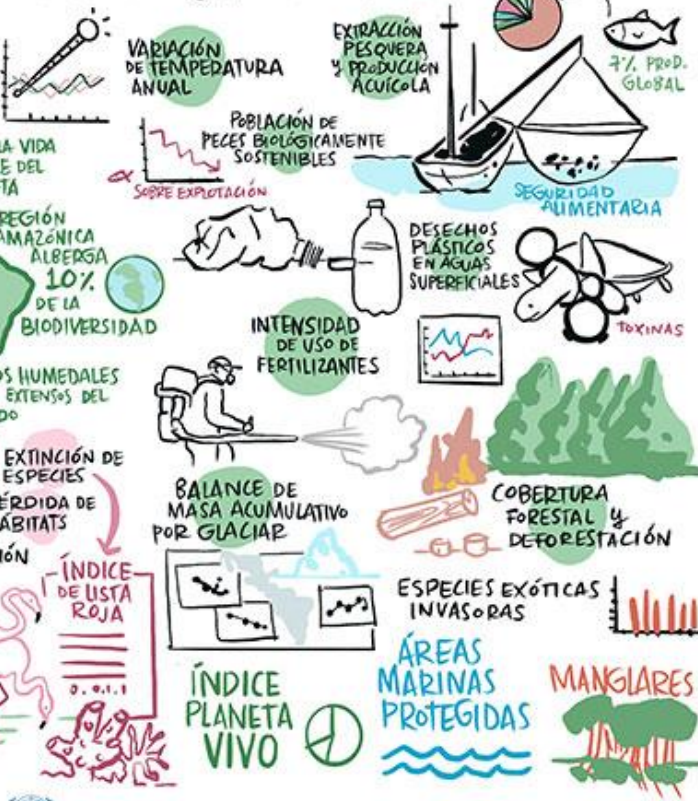 VARIACIÓN
DE TEMPERATURA
ANUAL
EXTRACCIÓN
PESQUERA
y PRODUCCIÓN
ACUÍCOLA
7% PROD.
GLOBAL
POBLACIÓN DE
PECES BIOLÓGICAMENTE
SOSTENIBLES
SOBRE EXPLOTACIÓN
SEGURIDAD
ALIMENTARIA
LA VIDA
E DEL
TA
REGIÓN
AMAZÓNICA
ALBERGA
10%
DE LA
BIODIVERSIDAD
DESECHOS
PLÁSTICOS
EN AGUAS
SUPERFICIALES
TOXINAS
INTENSIDAD
DE USO DE
FERTILIZANTES
OS HUMEDALES
EXTENSOS DEL
DO
EXTINCIÓN DE
ESPECIES
ÉRDIDA DE
ÁBITATS
IÓN
BALANCE DE
MASA ACUMULATIVO
POR GLACIAR
COBERTURA
FORESTAL y
DEFORESTACIÓN
ÍNDICE
DE LISTA
ROJA
ESPECIES EXÓTICAS
INVASORAS
ÍNDICE
PLANETA
VIVO
ÁREAS
MARINAS
PROTEGIDAS
MANGLARES